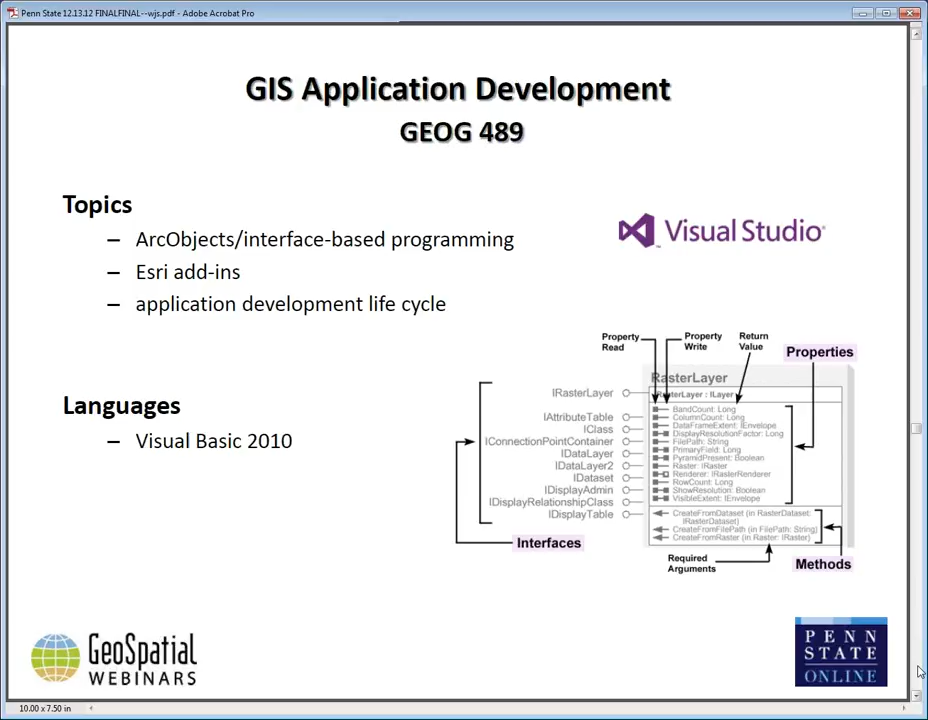 Penn State 12.13.12 FINALFINAL--wjs.pdf - Adobe Acrobat Pro
GIS Application Development
GEOG 489
Topics
– ArcObjects/interface-based programming
– Esri add-ins
– application development life cycle
Visual Studio
Languages
– Visual Basic 2010
Property
Read
Property
Write
Return
Value
Properties
RasterLayer
RasterLayer : ILayer
IRasterLayer
IAttributeTable
IClass
IConnectionPointContainer
IDataLayer
IDataLayer2
IDataset
IDisplayAdmin
IDisplayRelationshipClass
IDisplayTable
BandCount: Long
ColumnCount: Long
DataFrameExtent: IEnvelope
DisplayResolutionFactor: Long
FilePath: String
PrimaryField: Long
PyramidPresent: Boolean
Raster: IRaster
Renderer: IRasterRenderer
RowCount: Long
ShowResolution: Boolean
VisibleExtent: IEnvelope
CreateFromDataset (in RasterDataset:
IRasterDataset)
CreateFromFilePath (in FilePath: String)
CreateFromRaster (in Raster: IRaster)
Interfaces
Required
Arguments
Methods
GeoSpatial
WEBINARS
PENN
STATE
ONLINE
10.00 x 7.50 in